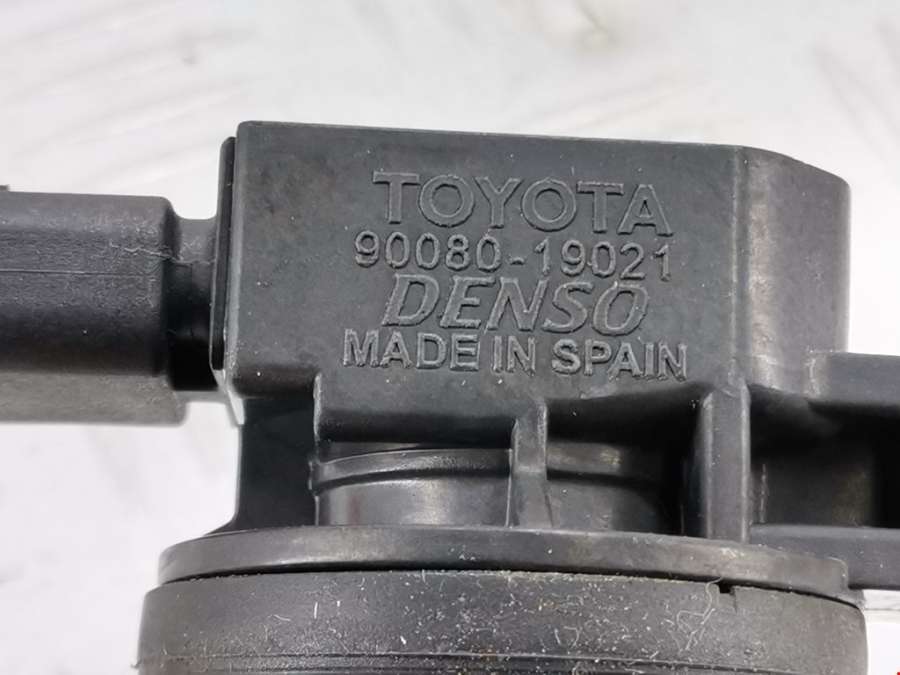 TOYOTA
90080-19021
DENSO
MADE IN SPAIN